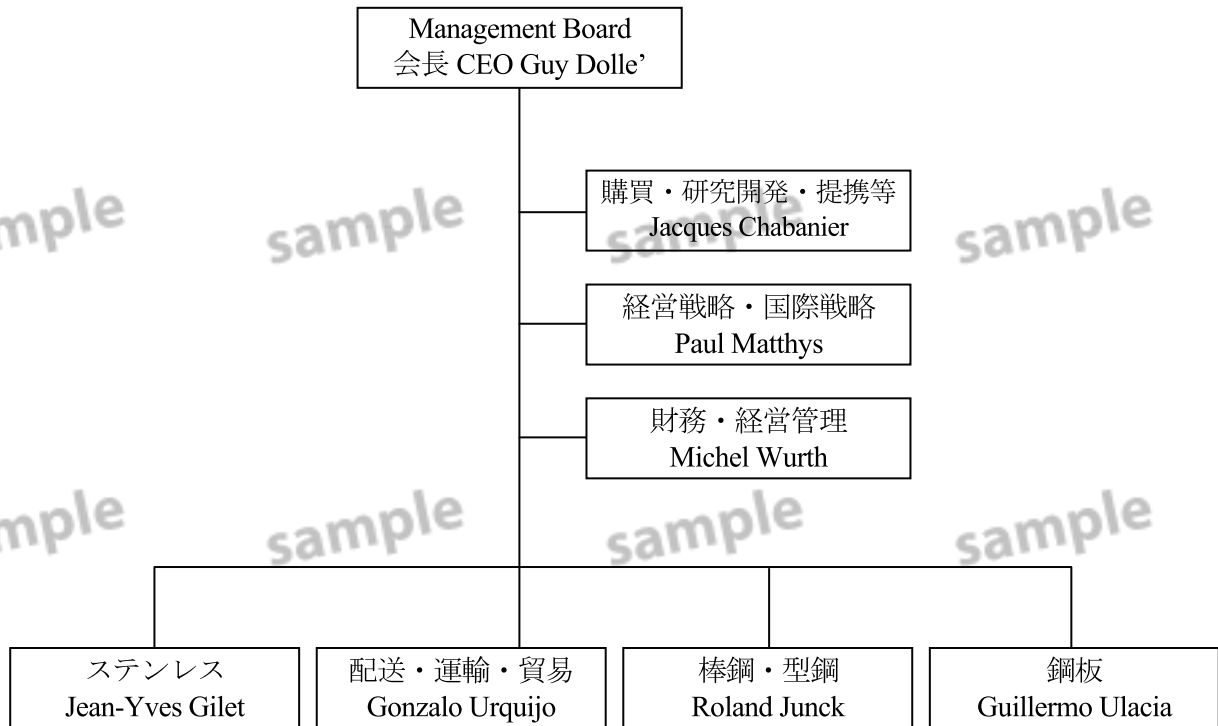 Management Board
会長 CEO Guy Dolle’
購買・研究開発・提携等
Jacques Chabanier
経営戦略・国際戦略
Paul Matthys
財務・経営管理
Michel Wurth
ステンレス
Jean-Yves Gilet
配送・運輸・貿易
Gonzalo Urquijo
棒鋼・型鋼
Roland Junck
鋼板
Guillermo Ulacia
mple
sample
sample
sample
mple
sample
sample
sample